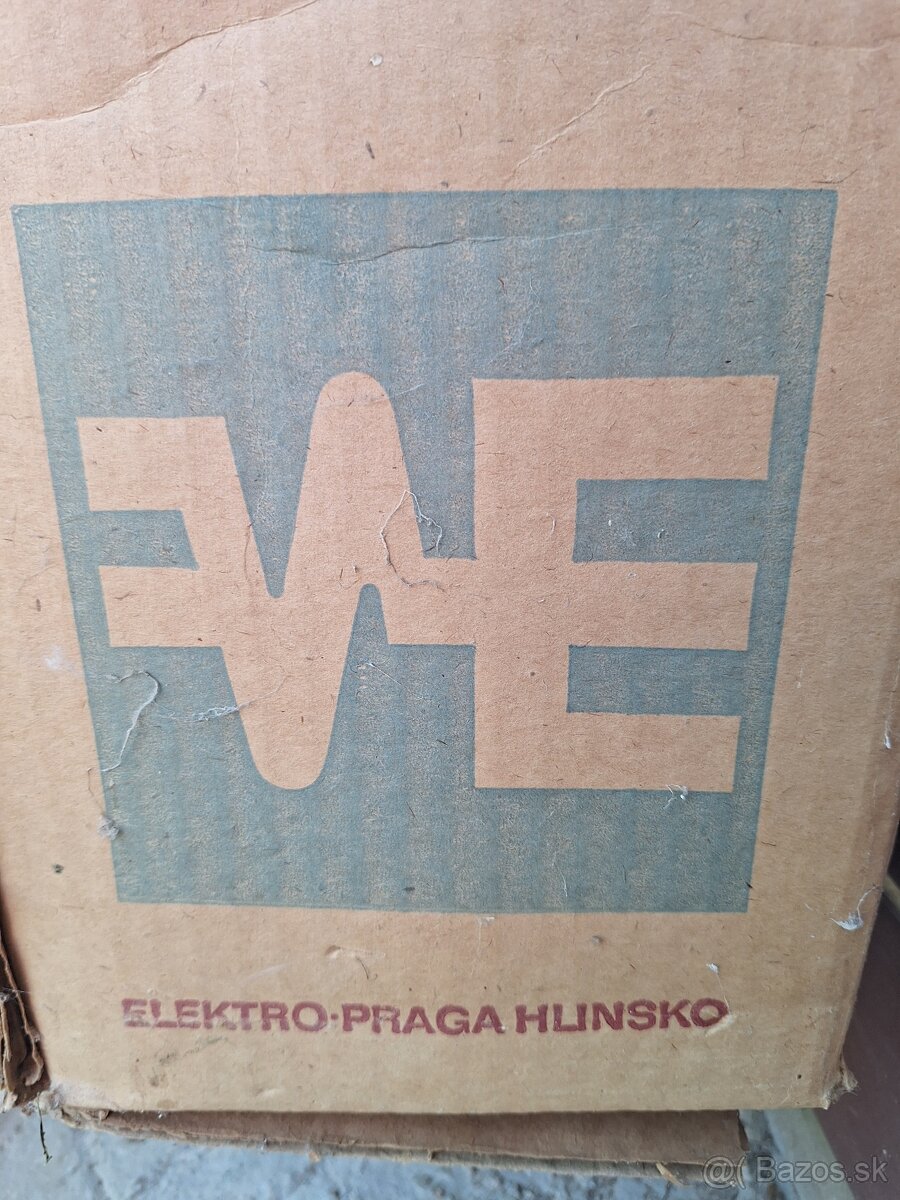 ELEKTRO·PRAGA HLINSKO
@( Bazos.sk